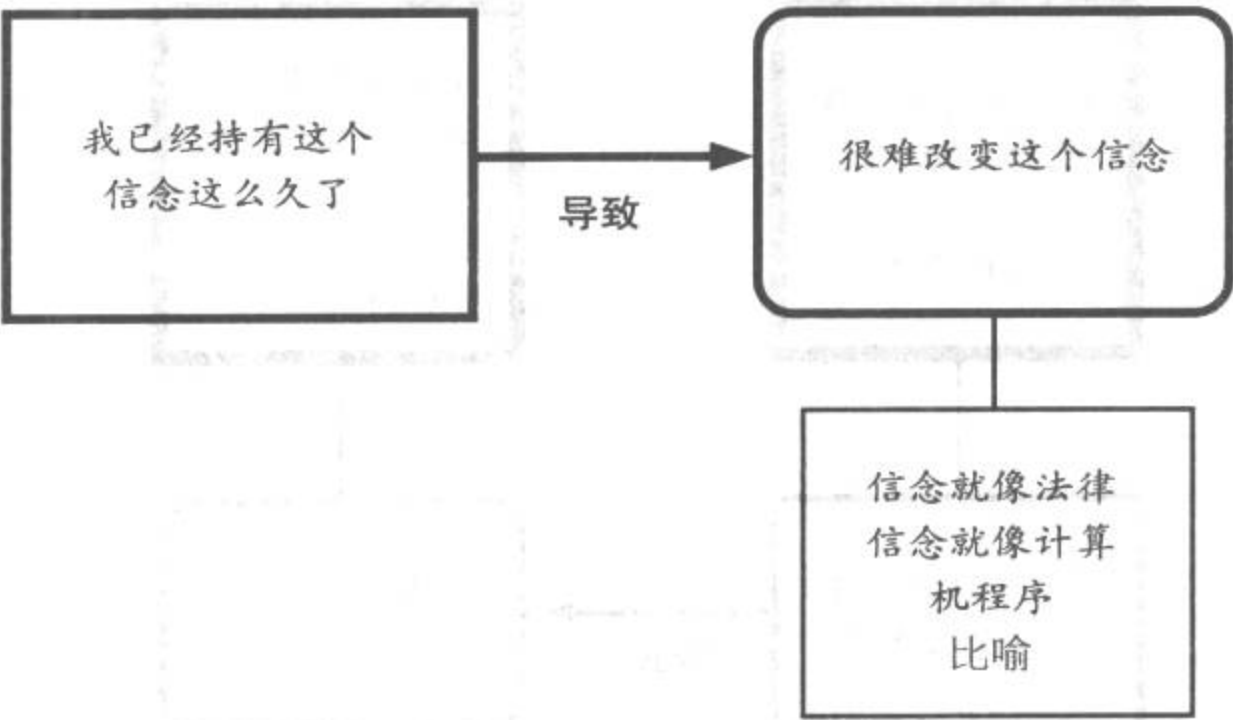 我已经持有这个
信念这么久了
导致
很难改变这个信念
信念就像法律
信念就像计算
机程序
比喻